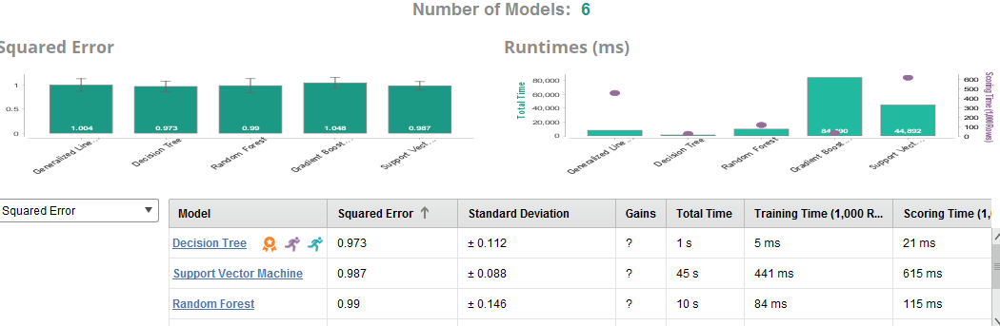 Number of Models: 6
Squared Error
Runtimes (ms)
1
0.5
0
1.004
0.973
0.99
1.048
0.987
Generalized Line...
Decision Tree
Random Forest
Gradient Boost...
Support Vect...
Total Time
80,000
60,000
40,000
20,000
0
44,892
600
500
400
300
200
100
0
Scoring Time (1,000 Rows)
Generalized Line...
Decision Tree
Random Forest
Gradient Boost...
Support Vect...
Squared Error
Model Squared Error Standard Deviation Gains Total Time Training Time (1,000 R... Scoring Time (1,
Decision Tree 0.973 ± 0.112 ? 1 s 5 ms 21 ms
Support Vector Machine 0.987 ± 0.088 ? 45 s 441 ms 615 ms
Random Forest 0.99 ± 0.146 ? 10 s 84 ms 115 ms